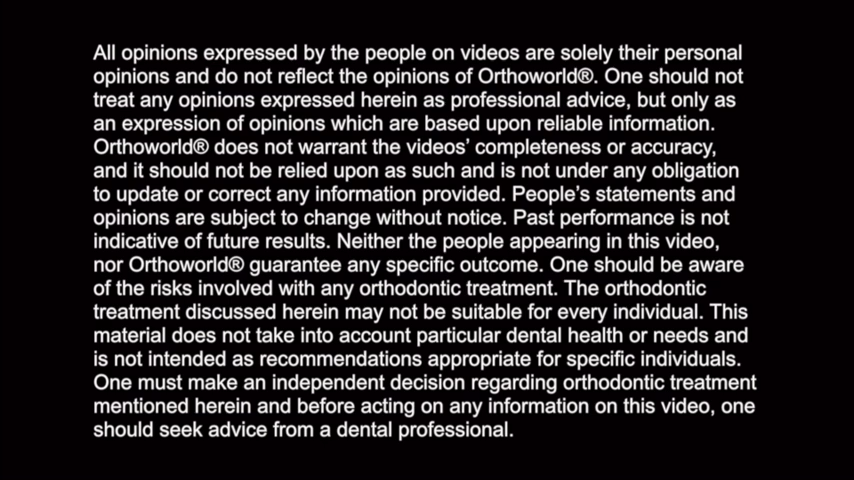 All opinions expressed by the people on videos are solely their personal
opinions and do not reflect the opinions of Orthoworld®. One should not
treat any opinions expressed herein as professional advice, but only as
an expression of opinions which are based upon reliable information.
Orthoworld® does not warrant the videos’ completeness or accuracy,
and it should not be relied upon as such and is not under any obligation
to update or correct any information provided. People’s statements and
opinions are subject to change without notice. Past performance is not
indicative of future results. Neither the people appearing in this video,
nor Orthoworld® guarantee any specific outcome. One should be aware
of the risks involved with any orthodontic treatment. The orthodontic
treatment discussed herein may not be suitable for every individual. This
material does not take into account particular dental health or needs and
is not intended as recommendations appropriate for specific individuals.
One must make an independent decision regarding orthodontic treatment
mentioned herein and before acting on any information on this video, one
should seek advice from a dental professional.